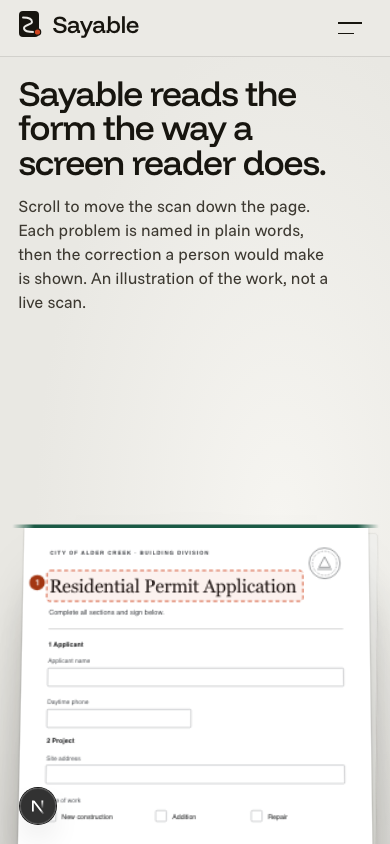 Sayable
Sayable reads the
form the way a
screen reader does.
Scroll to move the scan down the page.
Each problem is named in plain words,
then the correction a person would make
is shown. An illustration of the work, not a
live scan.
CITY OF ALDER CREEK · BUILDING DIVISION
1
Residential Permit Application
Complete all sections and sign below.
1 Applicant
Applicant name
Daytime phone
2 Project
Site address
of work
N
New construction
Addition
Repair